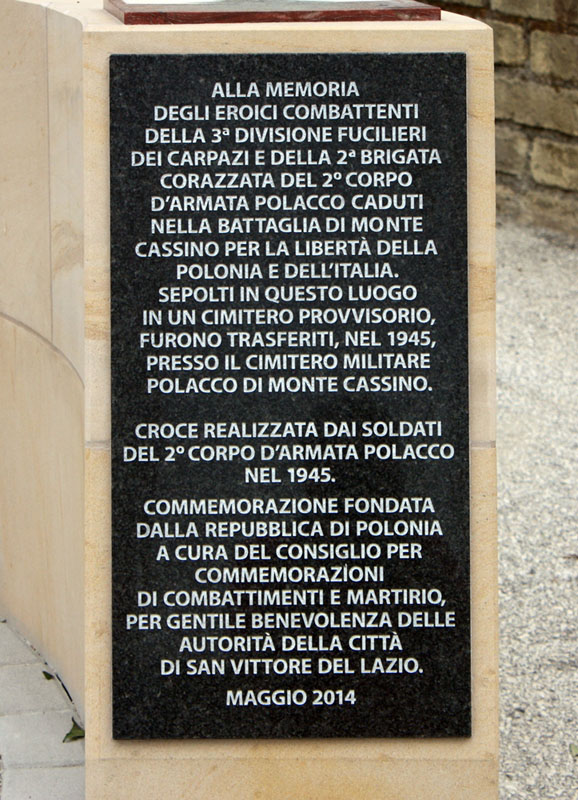 ALLA MEMORIA
DEGLI EROICI COMBATTENTI
DELLA 3ª DIVISIONE FUCILIERI
DEI CARPAZI E DELLA 2ª BRIGATA
CORAZZATA DEL 2º CORPO
D'ARMATA POLACCO CADUTI
NELLA BATTAGLIA DI MONTE
CASSINO PER LA LIBERTÀ DELLA
POLONIA E DELL'ITALIA.
SEPOLTI IN QUESTO LUOGO
IN UN CIMITERO PROVVISORIO,
FURONO TRASFERITI, NEL 1945,
PRESSO IL CIMITERO MILITARE
POLACCO DI MONTE CASSINO.
CROCE REALIZZATA DAI SOLDATI
DEL 2º CORPO D'ARMATA POLACCO
NEL 1945.
COMMEMORAZIONE FONDATA
DALLA REPUBBLICA DI POLONIA
A CURA DEL CONSIGLIO PER
COMMEMORAZIONI
DI COMBATTIMENTI E MARTIRIO,
PER GENTILE BENEVOLENZA DELLE
AUTORITÀ DELLA CITTÀ
DI SAN VITTORE DEL LAZIO.
MAGGIO 2014